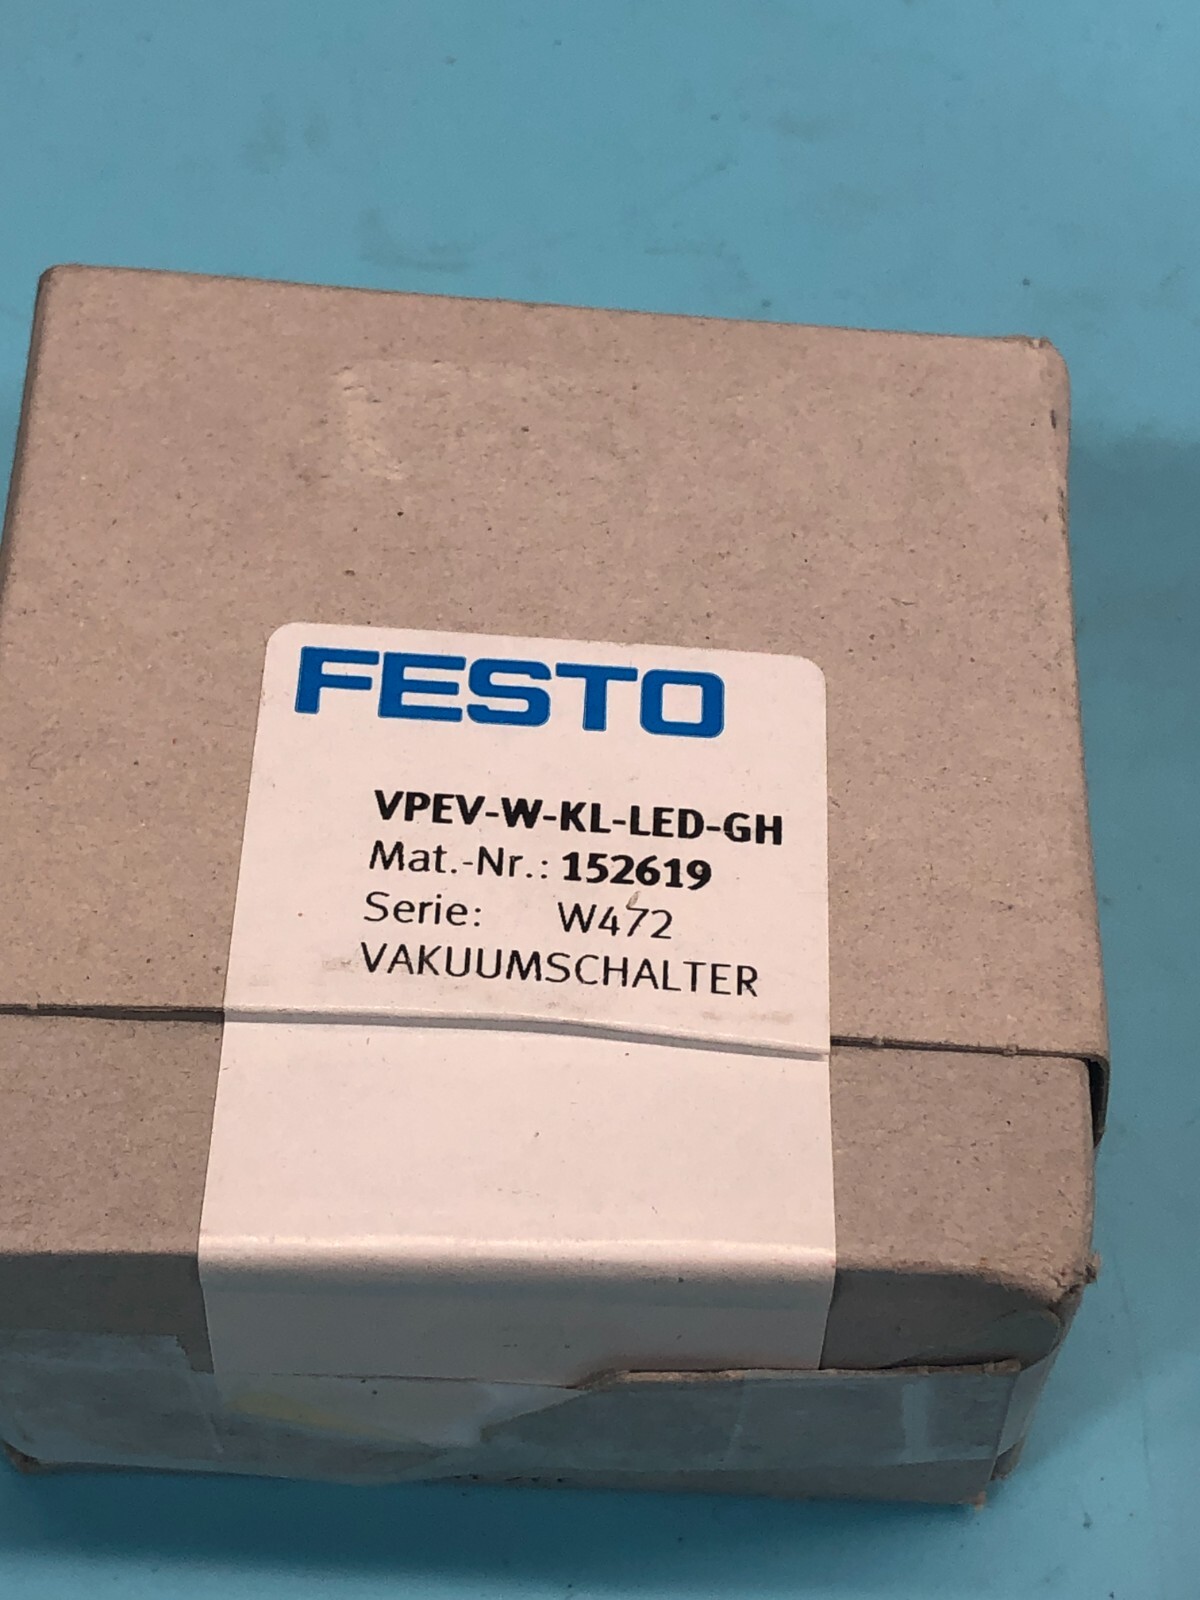 FESTO
VPEV-W-KL-LED-GH
Mat.-Nr.: 152619
Serie: W472
VAKUUMSCHALTER